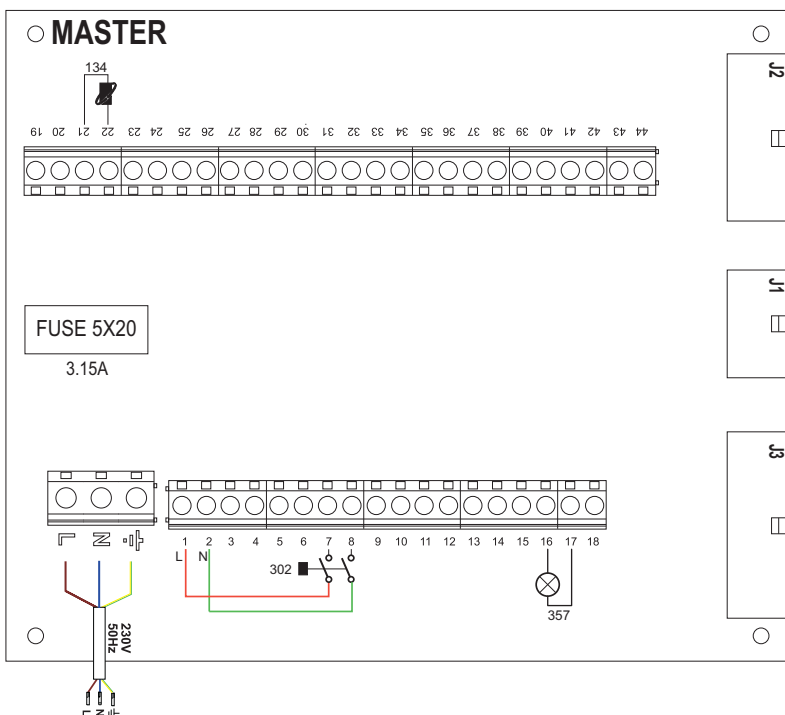 MASTER
J2
134
19 20 21 22 23 24 25 26 27 28 29 30 31 32 33 34 35 36 37 38 39 40 41 42 43 44
J1
FUSE 5X20
3.15A
J3
L N
1 2 3 4 5 6 7 8 9 10 11 12 13 14 15 16 17 18
L N
302
357
230V
50Hz
L N